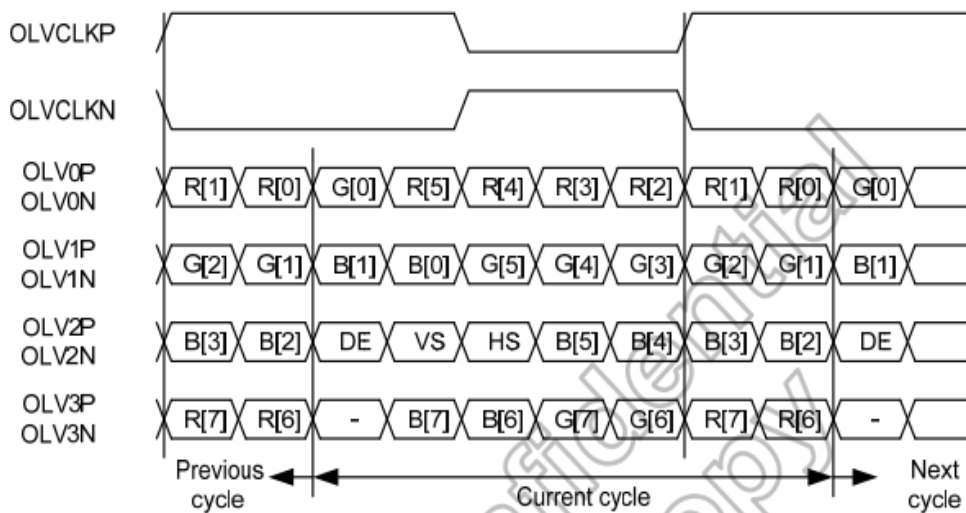 OLVCLKP
OLVCLKN
OLV0P
OLV0N
R[1] R[0] G[0] R[5] R[4] R[3] R[2] R[1] R[0] G[0]
OLV1P
OLV1N
G[2] G[1] B[1] B[0] G[5] G[4] G[3] G[2] G[1] B[1]
OLV2P
OLV2N
B[3] B[2] DE VS HS B[5] B[4] B[3] B[2] DE
OLV3P
OLV3N
R[7] R[6] - B[7] B[6] G[7] G[6] R[7] R[6] -
Previous
cycle
Current cycle
Next
cycle